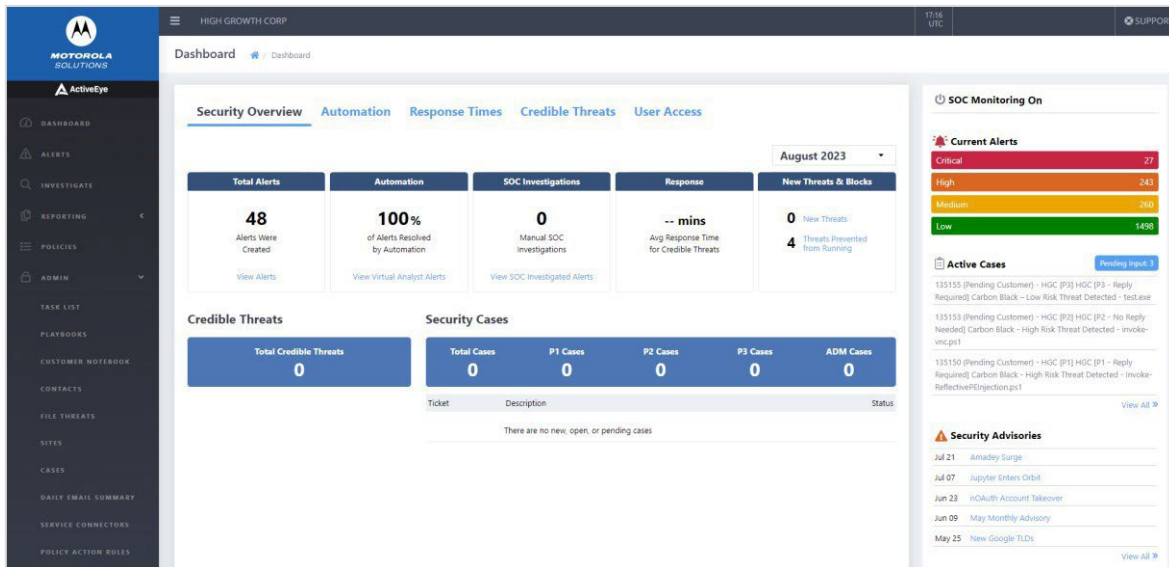 MOTOROLA
SOLUTIONS
ActiveEye
DASHBOARD
ALERTS
INVESTIGATE
REPORTING
POLICIES
ADMIN
TASK LIST
PLAYBOOKS
CUSTOMER NOTEBOOK
CONTACTS
FILE THREATS
SITES
CASES
DAILY EMAIL SUMMARY
SERVICE CONNECTORS
POLICY ACTION RULES
HIGH GROWTH CORP
17:16
UTC
SUPPOR
Dashboard / Dashboard
Security Overview Automation Response Times Credible Threats User Access
August 2023
Total Alerts
48
Alerts Were
Created
View Alerts
Automation
100%
of Alerts Resolved
by Automation
View Virtual Analyst Alerts
SOC Investigations
0
Manual SOC
Investigations
View SOC Investigated Alerts
Response
-- mins
Avg Response Time
for Credible Threats
New Threats & Blocks
0 New Threats
4 Threats Prevented
from Running
Credible Threats
Total Credible Threats
0
Security Cases
Total Cases P1 Cases P2 Cases P3 Cases ADM Cases
0 0 0 0 0
Ticket Description Status
There are no new, open, or pending cases
SOC Monitoring On
Current Alerts
Critical 27
High 243
Medium 260
Low 1498
Active Cases Pending Input: 3
135155 (Pending Customer) - HGC [P3] HGC [P3 - Reply
Required] Carbon Black – Low Risk Threat Detected - test.exe
135153 (Pending Customer) - HGC [P2] HGC [P2 - No Reply
Needed] Carbon Black - High Risk Threat Detected - invoke-
vnc.ps1
135150 (Pending Customer) - HGC [P1] HGC [P1 - Reply
Required] Carbon Black - High Risk Threat Detected - Invoke-
ReflectivePEInjection.ps1
View All »
Security Advisories
Jul 21 Amadey Surge
Jul 07 Jupyter Enters Orbit
Jun 23 nOAuth Account Takeover
Jun 09 May Monthly Advisory
May 25 New Google TLDs
View All »